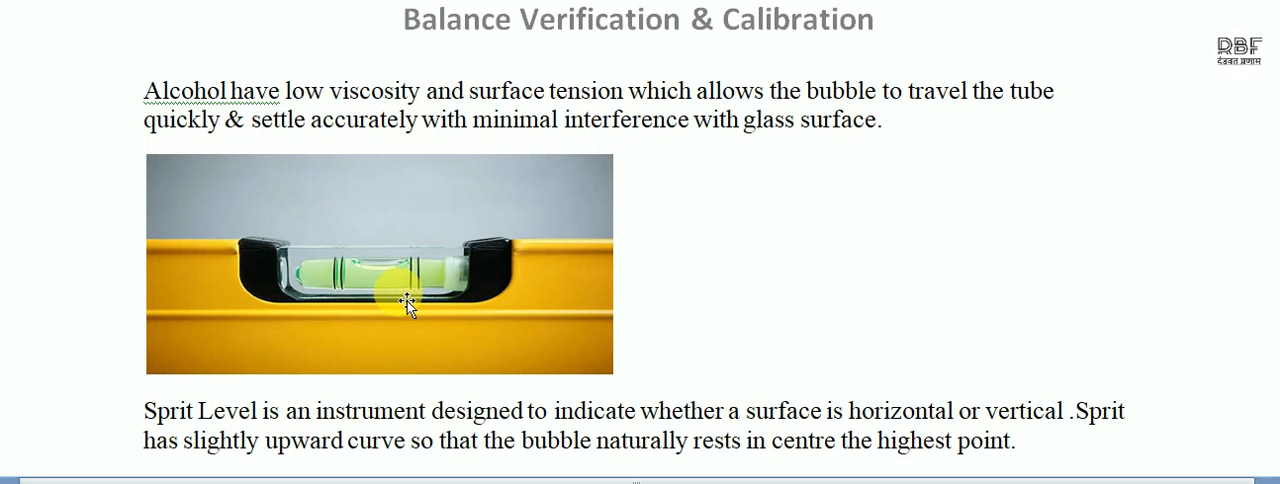 Balance Verification & Calibration
DBF
दंडवत प्रणाम
Alcohol have low viscosity and surface tension which allows the bubble to travel the tube
quickly & settle accurately with minimal interference with glass surface.
Sprit Level is an instrument designed to indicate whether a surface is horizontal or vertical .Sprit
has slightly upward curve so that the bubble naturally rests in centre the highest point.